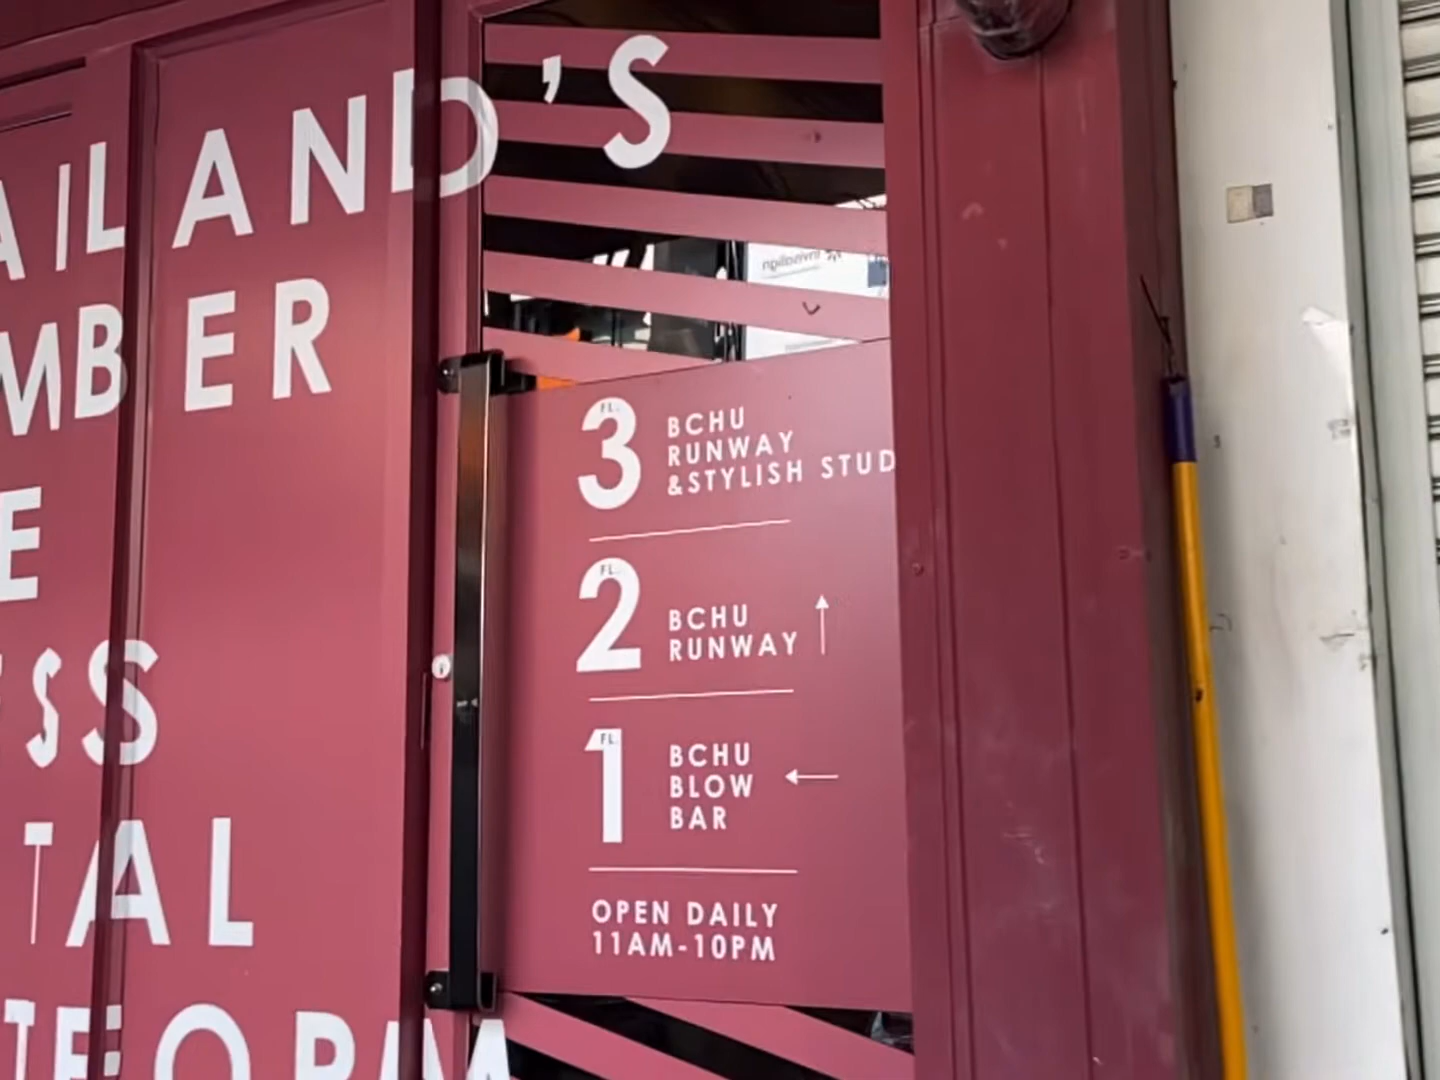 AILAND'S
MBER
E
SS
TAL
TFORM
FL.
3
BCHU
RUNWAY
&STYLISH STUD
FL.
2
BCHU
RUNWAY
FL.
1
BCHU
BLOW
BAR
OPEN DAILY
11AM-10PM